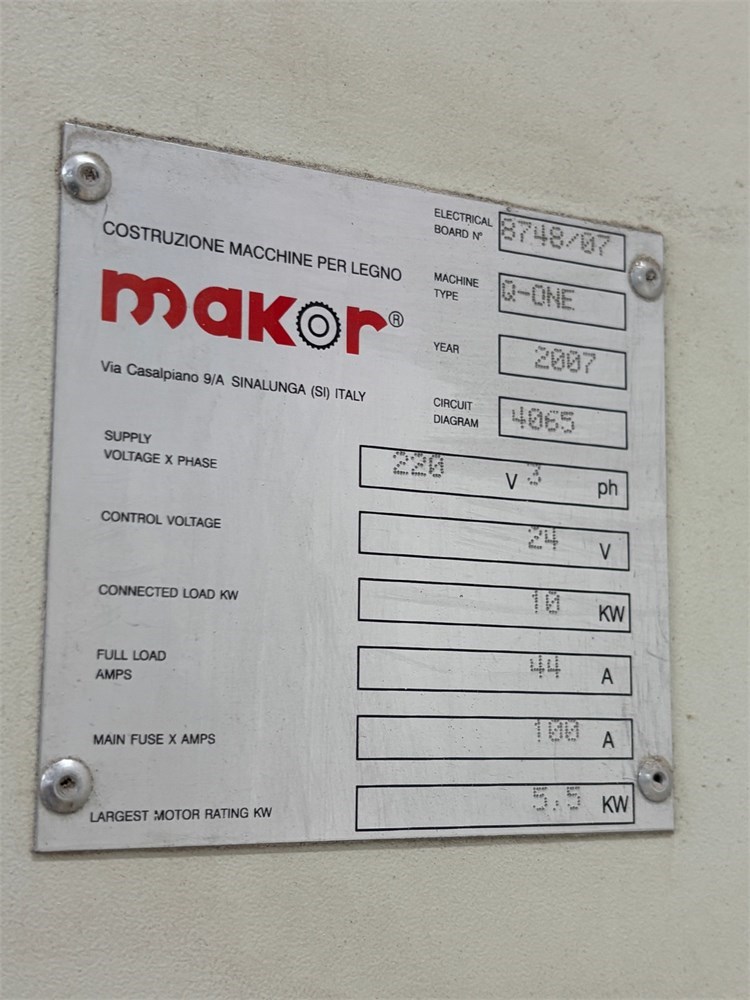 COSTRUZIONE MACCHINE PER LEGNO
makor®
Via Casalpiano 9/A SINALUNGA (SI) ITALY
ELECTRICAL
BOARD N° 8748/07
MACHINE
TYPE Q-ONE
YEAR 2007
CIRCUIT
DIAGRAM 4065
SUPPLY
VOLTAGE X PHASE 220 V 3 ph
CONTROL VOLTAGE 24 V
CONNECTED LOAD KW 10 KW
FULL LOAD
AMPS 44 A
MAIN FUSE X AMPS 100 A
LARGEST MOTOR RATING KW 5.5 KW